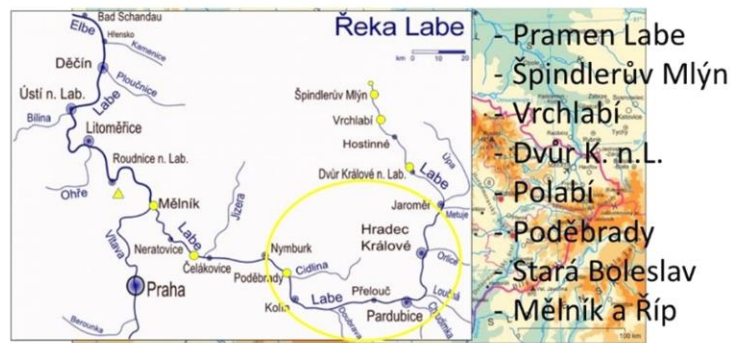 Řeka Labe
km 0 10 20
Bad Schandau
Elbe
Hřensko
Kamenice
Děčín
Ploučnice
Ústí n. Lab.
Labe
Bílina
Litoměřice
Roudnice n. Lab.
Ohře
Mělník
Vltava
Labe
Jizera
Neratovice
Čelákovice
Praha
Berounka
Nymburk
Poděbrady
Cidlina
Kolín
Labe
Doubrava
Přelouč
Pardubice
Chrudimka
Loučná
Orlice
Hradec
Králové
Jaroměř
Metuje
Úpa
Labe
Dvůr Králové n. Lab.
Hostinné
Vrchlabí
Špindlerův Mlýn
- Pramen Labe
- Špindlerův Mlýn
- Vrchlabí
- Dvůr K. n.L.
- Polabí
- Poděbrady
- Stará Boleslav
- Mělník a Říp
100 km